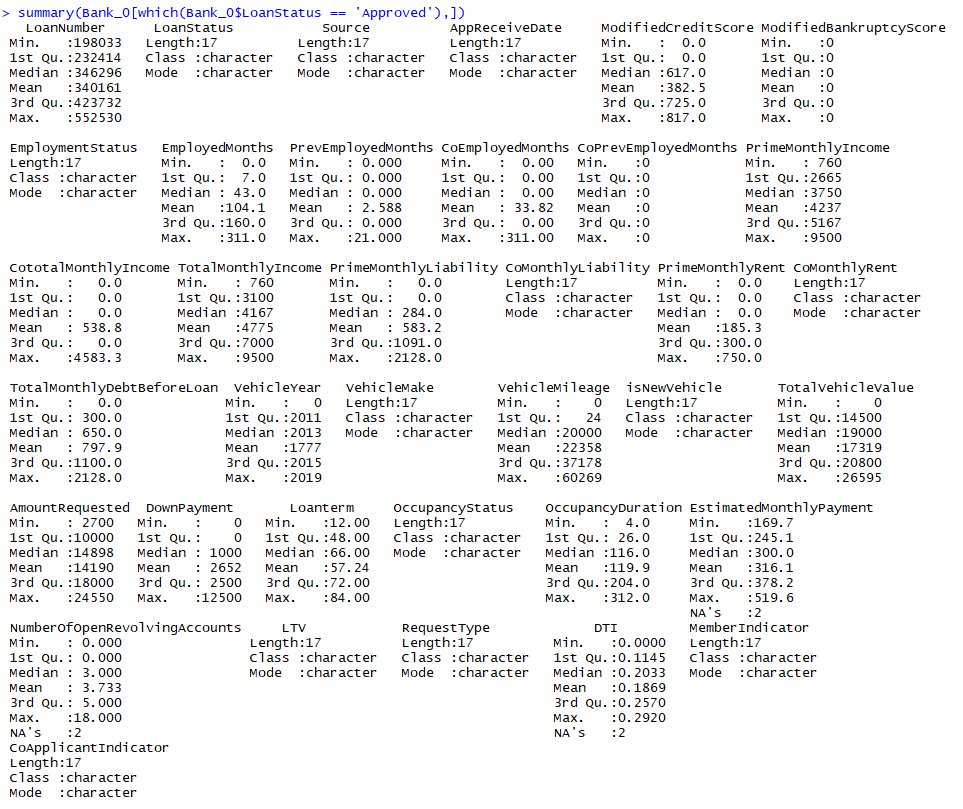 > summary(Bank_0[which(Bank_0$LoanStatus == 'Approved'),])
LoanNumber LoanStatus Source AppReceiveDate ModifiedCreditScore ModifiedBankruptcyScore
Min. :198033 Length:17 Length:17 Length:17 Min. : 0.0 Min. :0
1st Qu.:232414 Class :character Class :character Class :character 1st Qu.: 0.0 1st Qu.:0
Median :346296 Mode :character Mode :character Mode :character Median :617.0 Median :0
Mean :340161 Mean :382.5 Mean :0
3rd Qu.:423732 3rd Qu.:725.0 3rd Qu.:0
Max. :552530 Max. :817.0 Max. :0
EmploymentStatus EmployedMonths PrevEmployedMonths CoEmployedMonths CoPrevEmployedMonths PrimeMonthlyIncome
Length:17 Min. : 0.0 Min. : 0.000 Min. : 0.00 Min. :0 Min. : 760
Class :character 1st Qu.: 7.0 1st Qu.: 0.000 1st Qu.: 0.00 1st Qu.:0 1st Qu.:2665
Mode :character Median : 43.0 Median : 0.000 Median : 0.00 Median :0 Median :3750
Mean :104.1 Mean : 2.588 Mean : 33.82 Mean :0 Mean :4237
3rd Qu.:160.0 3rd Qu.: 0.000 3rd Qu.: 0.00 3rd Qu.:0 3rd Qu.:5167
Max. :311.0 Max. :21.000 Max. :311.00 Max. :0 Max. :9500
CototalMonthlyIncome TotalMonthlyIncome PrimeMonthlyLiability CoMonthlyLiability PrimeMonthlyRent CoMonthlyRent
Min. : 0.0 Min. : 760 Min. : 0.0 Length:17 Min. : 0.0 Length:17
1st Qu.: 0.0 1st Qu.:3100 1st Qu.: 0.0 Class :character 1st Qu.: 0.0 Class :character
Median : 0.0 Median :4167 Median : 284.0 Mode :character Median : 0.0 Mode :character
Mean : 538.8 Mean :4775 Mean : 583.2 Mean :185.3
3rd Qu.: 0.0 3rd Qu.:7000 3rd Qu.:1091.0 3rd Qu.:300.0
Max. :4583.3 Max. :9500 Max. :2128.0 Max. :750.0
TotalMonthlyDebtBeforeLoan VehicleYear VehicleMake VehicleMileage isNewVehicle TotalVehicleValue
Min. : 0.0 Min. : 0 Length:17 Min. : 0 Length:17 Min. : 0
1st Qu.: 300.0 1st Qu.:2011 Class :character 1st Qu.: 24 Class :character 1st Qu.:14500
Median : 650.0 Median :2013 Mode :character Median :20000 Mode :character Median :19000
Mean : 797.9 Mean :1777 Mean :22358 Mean :17319
3rd Qu.:1100.0 3rd Qu.:2015 3rd Qu.:37178 3rd Qu.:20800
Max. :2128.0 Max. :2019 Max. :60269 Max. :26595
AmountRequested DownPayment Loanterm OccupancyStatus OccupancyDuration EstimatedMonthlyPayment
Min. : 2700 Min. : 0 Min. :12.00 Length:17 Min. : 4.0 Min. :169.7
1st Qu.:10000 1st Qu.: 0 1st Qu.:48.00 Class :character 1st Qu.: 26.0 1st Qu.:245.1
Median :14898 Median : 1000 Median :66.00 Mode :character Median :116.0 Median :300.0
Mean :14190 Mean : 2652 Mean :57.24 Mean :119.9 Mean :316.1
3rd Qu.:18000 3rd Qu.: 2500 3rd Qu.:72.00 3rd Qu.:204.0 3rd Qu.:378.2
Max. :24550 Max. :12500 Max. :84.00 Max. :312.0 Max. :519.6
NA's :2
NumberOfOpenRevolvingAccounts LTV RequestType DTI MemberIndicator
Min. : 0.000 Length:17 Length:17 Min. :0.0000 Length:17
1st Qu.: 0.000 Class :character Class :character 1st Qu.:0.1145 Class :character
Median : 3.000 Mode :character Mode :character Median :0.2033 Mode :character
Mean : 3.733 Mean :0.1869
3rd Qu.: 5.000 3rd Qu.:0.2570
Max. :18.000 Max. :0.2920
NA's :2 NA's :2
CoApplicantIndicator
Length:17
Class :character
Mode :character